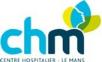 chm
CENTRE HOSPITALIER - LE MANS